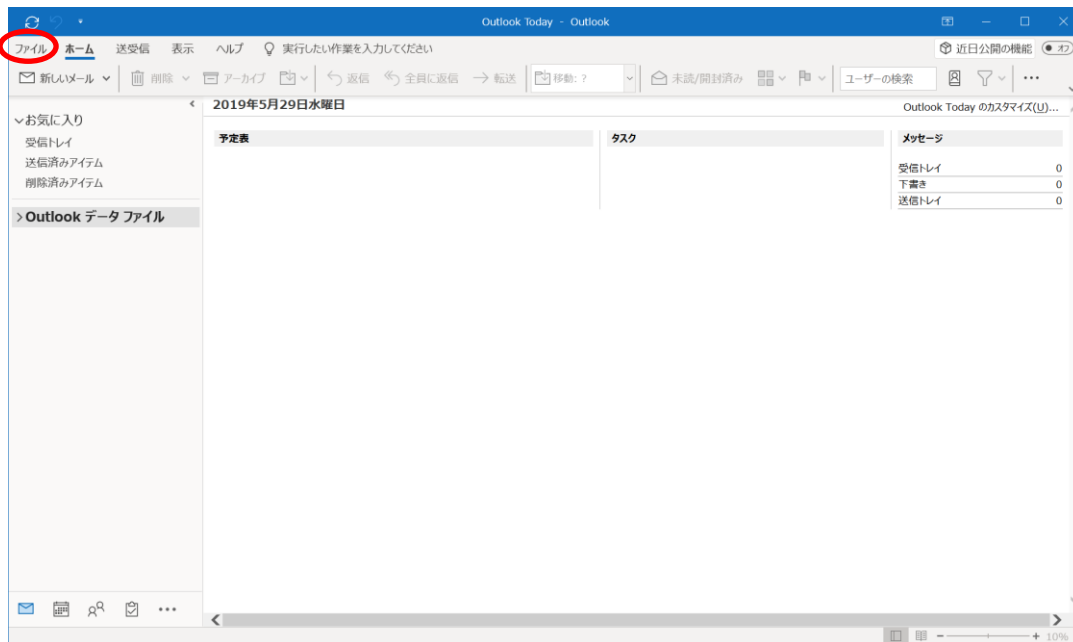 Outlook Today - Outlook
ファイル ホーム 送受信 表示 ヘルプ 実行したい作業を入力してください 近日公開の機能 オフ
新しいメール 削除 アーカイブ 返信 全員に返信 転送 移動: ? 未読/開封済み ユーザーの検索
2019年5月29日水曜日
Outlook Today のカスタマイズ(U)...
お気に入り
受信トレイ
送信済みアイテム
削除済みアイテム
Outlook データ ファイル
予定表 タスク メッセージ
受信トレイ 0
下書き 0
送信トレイ 0
10%